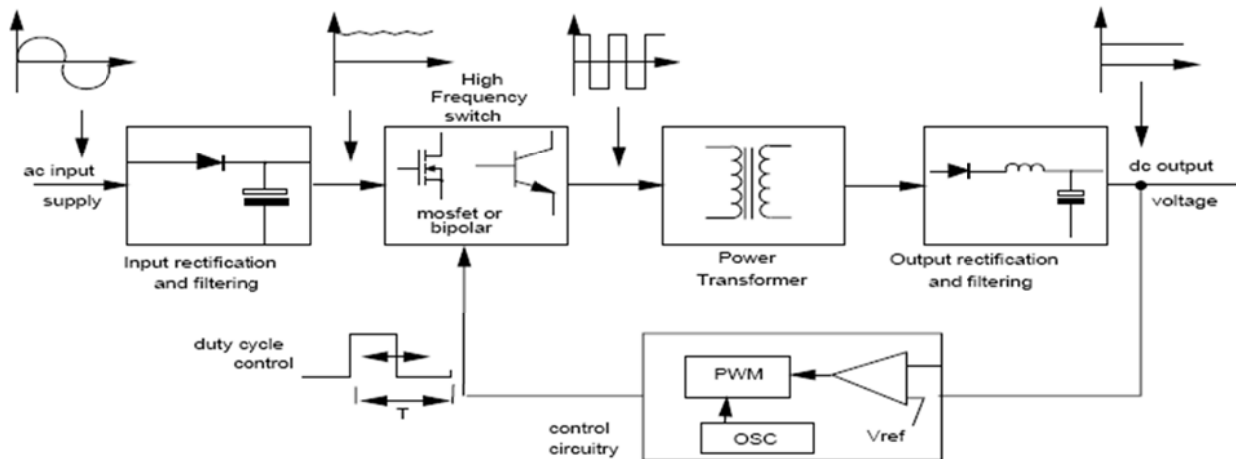 High
Frequency
switch
ac input
supply
mosfet or
bipolar
dc output
voltage
Input rectification
and filtering
Power
Transformer
Output rectification
and filtering
duty cycle
control
T
PWM
OSC
Vref
control
circuitry